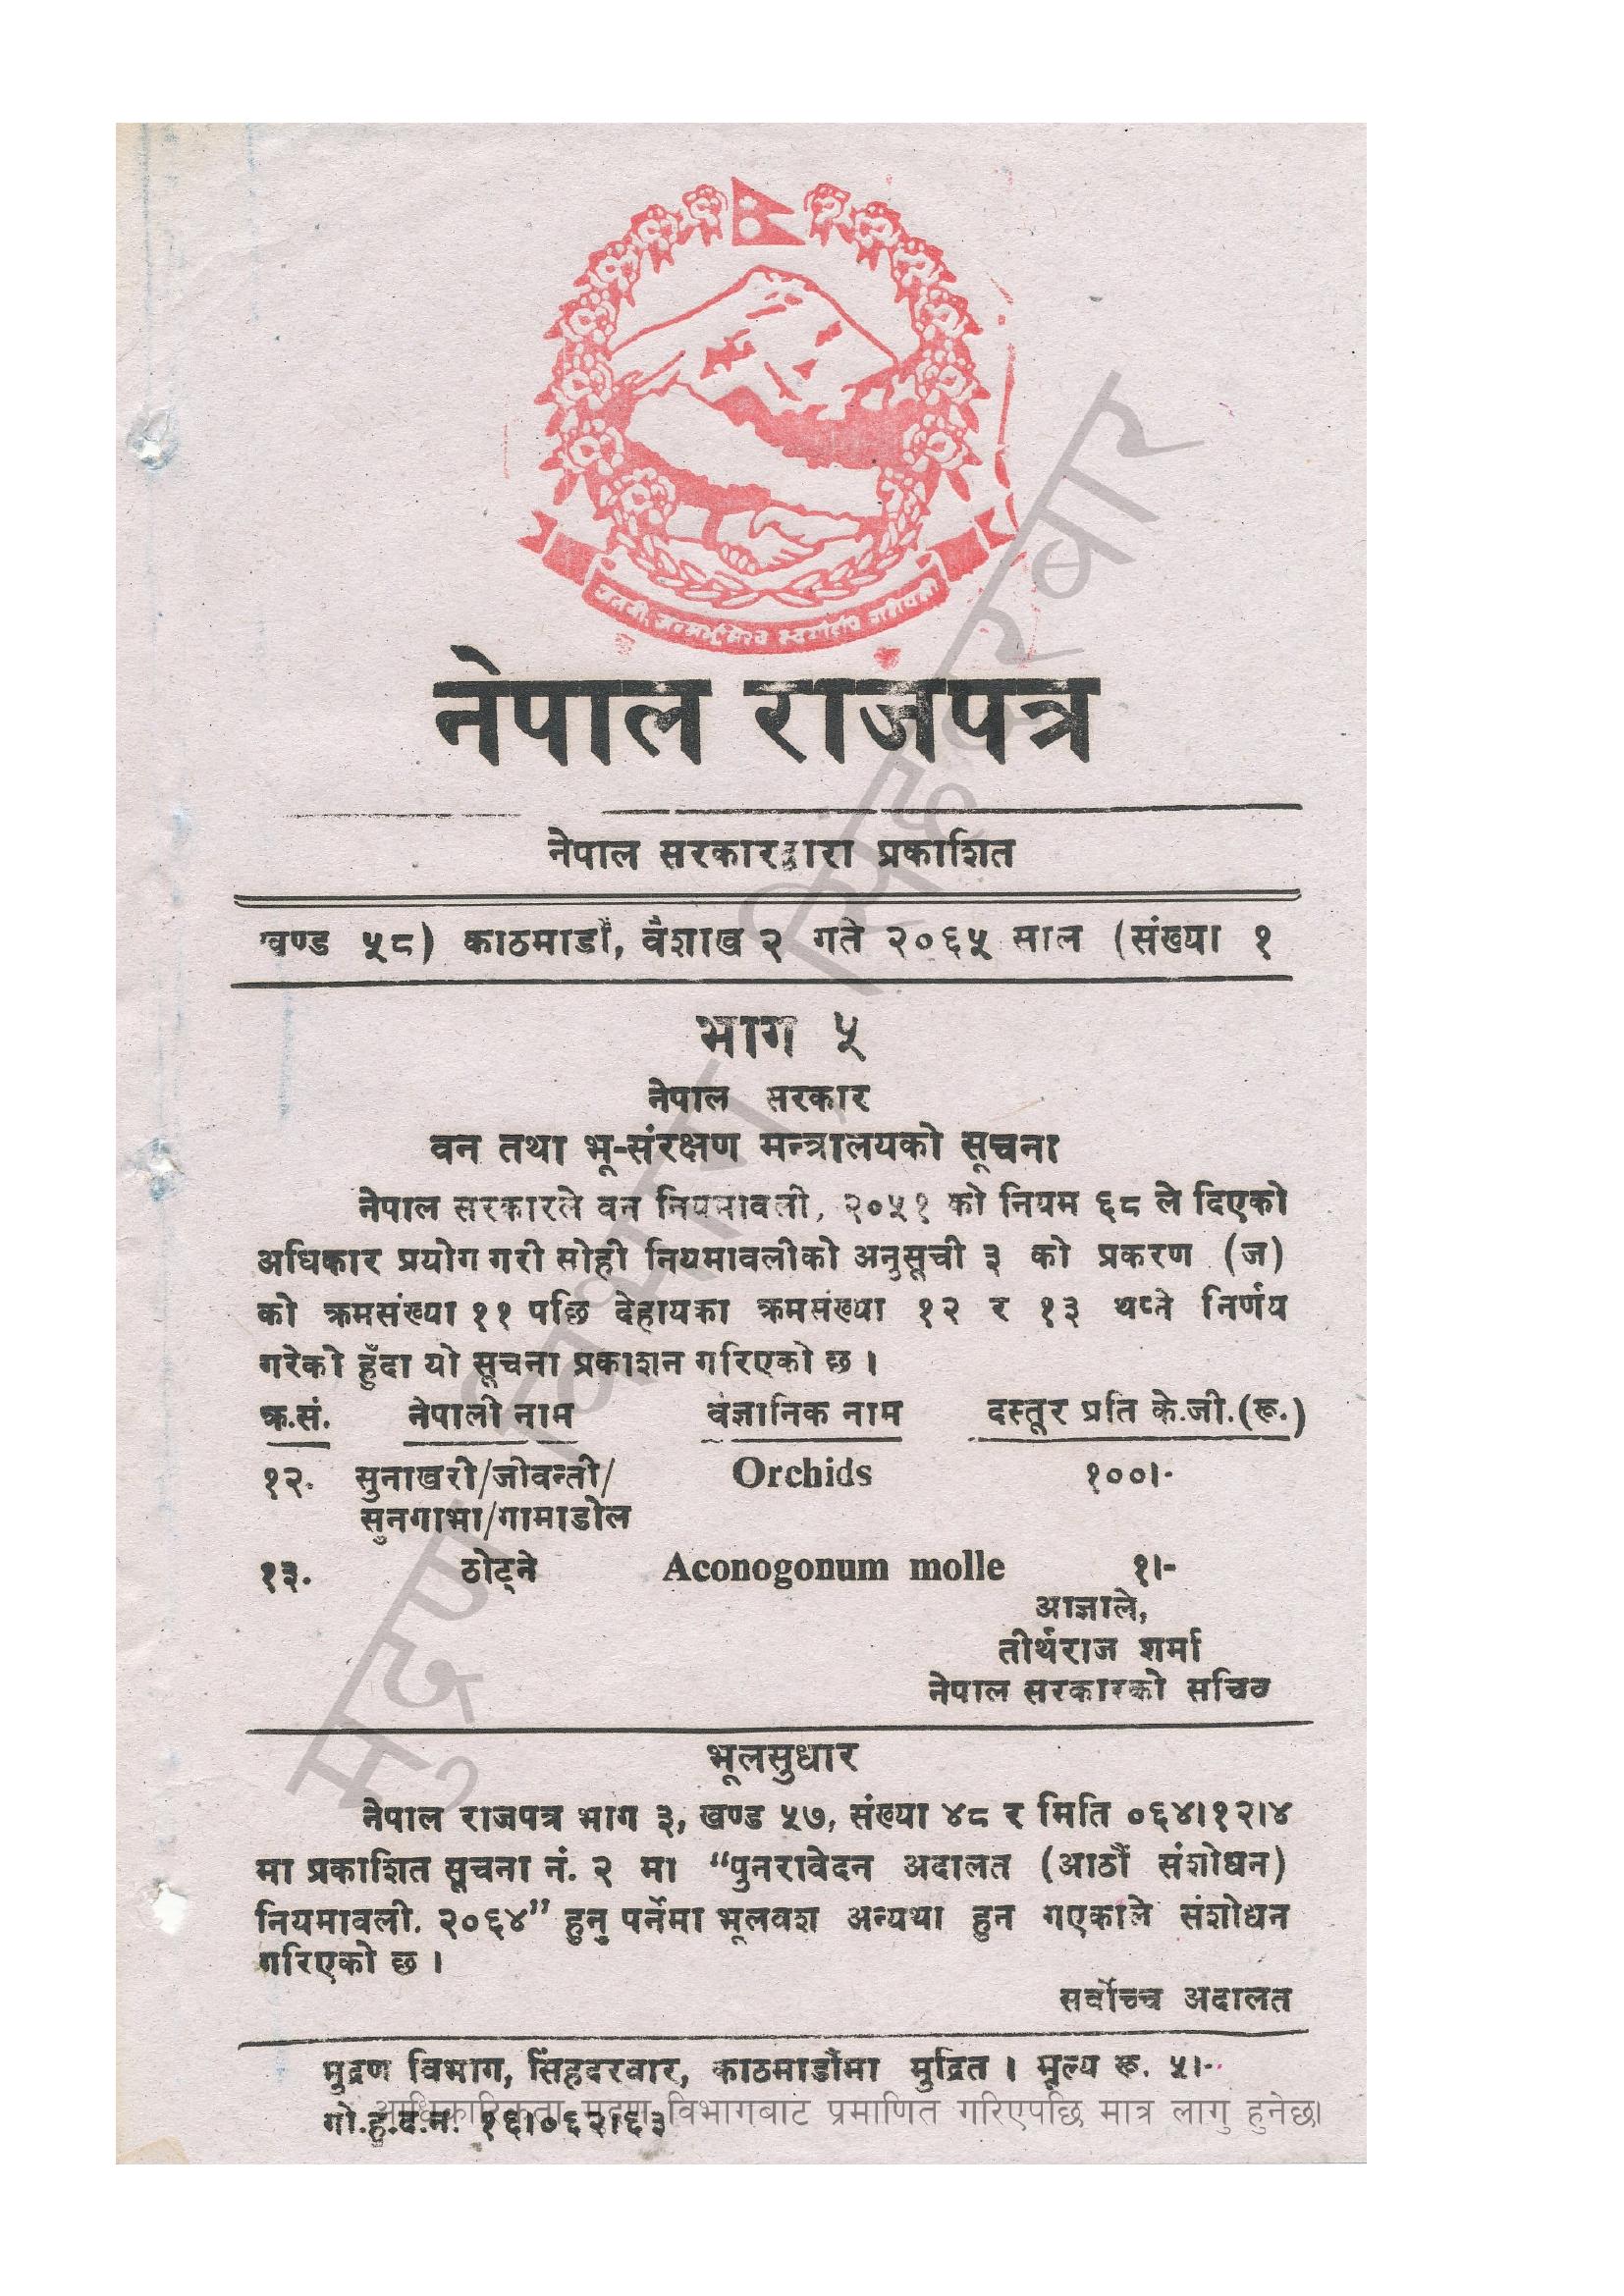 नेपाल राजपत्र
नेपाल सरकारद्वारा प्रकाशित
खण्ड ५८) काठमाडौं, वैशाख २ गते २०६५ साल (संख्या १
भाग ५
नेपाल सरकार
वन तथा भू-संरक्षण मन्त्रालयको सूचना
नेपाल सरकारले वन नियमावली, २०५१ को नियम ६८ ले दिएको
अधिकार प्रयोग गरी सोही नियमावलीको अनुसूची ३ को प्रकरण (ज)
को क्रमसंख्या ११ पछि देहायका क्रमसंख्या १२ र १३ थप्ने निर्णय
गरेको हुँदा यो सूचना प्रकाशन गरिएको छ ।
क्र.सं. नेपाली नाम वैज्ञानिक नाम दस्तूर प्रति के.जी.(रू.)
१२. सुनाखरी/जीवन्ती/ Orchids १००।-
सुनगाभा/गामाडोल
१३. ठोट्ने Aconogonum molle १।-
आज्ञाले,
तीर्थराज शर्मा
नेपाल सरकारको सचिव
भूलसुधार
नेपाल राजपत्र भाग ३, खण्ड ५७, संख्या ४८ र मिति ०६४।१२।४
मा प्रकाशित सूचना नं. २ मा "पुनरावेदन अदालत (आठौं संशोधन)
नियमावली, २०६४" हुनु पर्नेमा भूलवश अन्यथा हुन गएकाले संशोधन
गरिएको छ ।
सर्वोच्च अदालत
मुद्रण विभाग, सिंहदरवार, काठमाडौंमा मुद्रित । मूल्य रू. ५।-
आधिकारिकता मुद्रण विभागबाट प्रमाणित गरिएपछि मात्र लागु हुनेछ।
गो.ह.द.नं. १६।०६२।६३
मुद्रण विभाग, सिंहदरवार